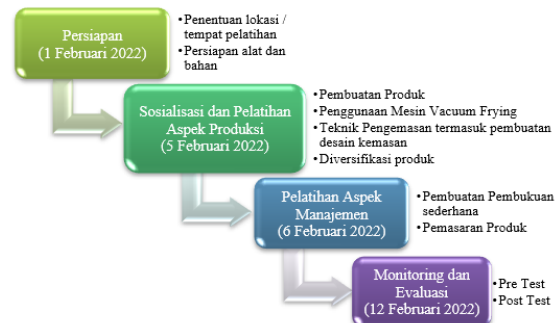 Persiapan
(1 Februari 2022)
•Penentuan lokasi /
tempat pelatihan
•Persiapan alat dan
bahan
Sosialisasi dan Pelatihan
Aspek Produksi
(5 Februari 2022)
•Pembuatan Produk
•Penggunaan Mesin Vacuum Frying
•Teknik Pengemasan termasuk pembuatan
desain kemasan
•Diversifikasi produk
Pelatihan Aspek
Manajemen
(6 Februari 2022)
•Pembuatan Pembukuan
sederhana
•Pemasaran Produk
Monitoring dan
Evaluasi
(12 Februari 2022)
•Pre Test
•Post Test